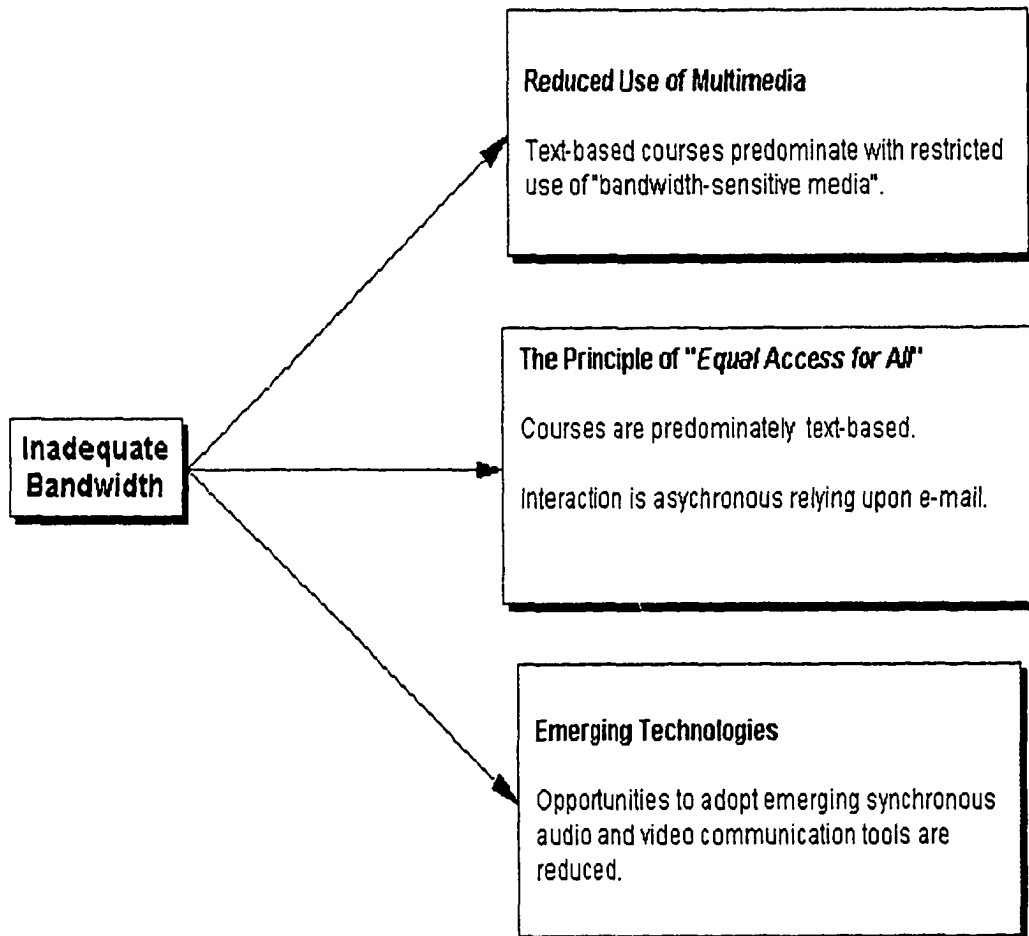 Inadequate
Bandwidth
Reduced Use of Multimedia
Text-based courses predominate with restricted
use of "bandwidth-sensitive media".
The Principle of "Equal Access for All"
Courses are predominately text-based.
Interaction is asychronous relying upon e-mail.
Emerging Technologies
Opportunities to adopt emerging synchronous
audio and video communication tools are
reduced.